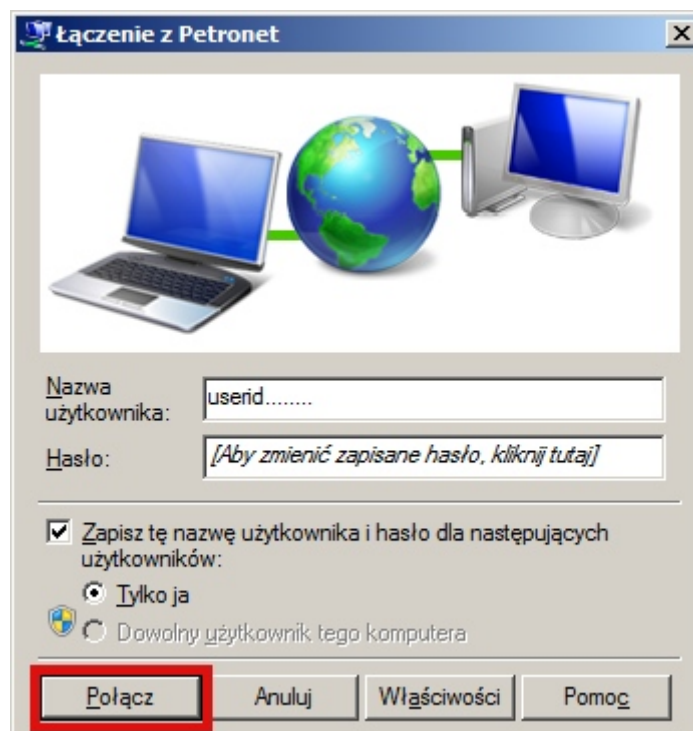 Łączenie z Petronet
Nazwa
użytkownika:
userid........
Hasło:
[Aby zmienić zapisane hasło, kliknij tutaj]
Zapisz tę nazwę użytkownika i hasło dla następujących
użytkowników:
Tylko ja
Dowolny użytkownik tego komputera
Połącz Anuluj Właściwości Pomoc